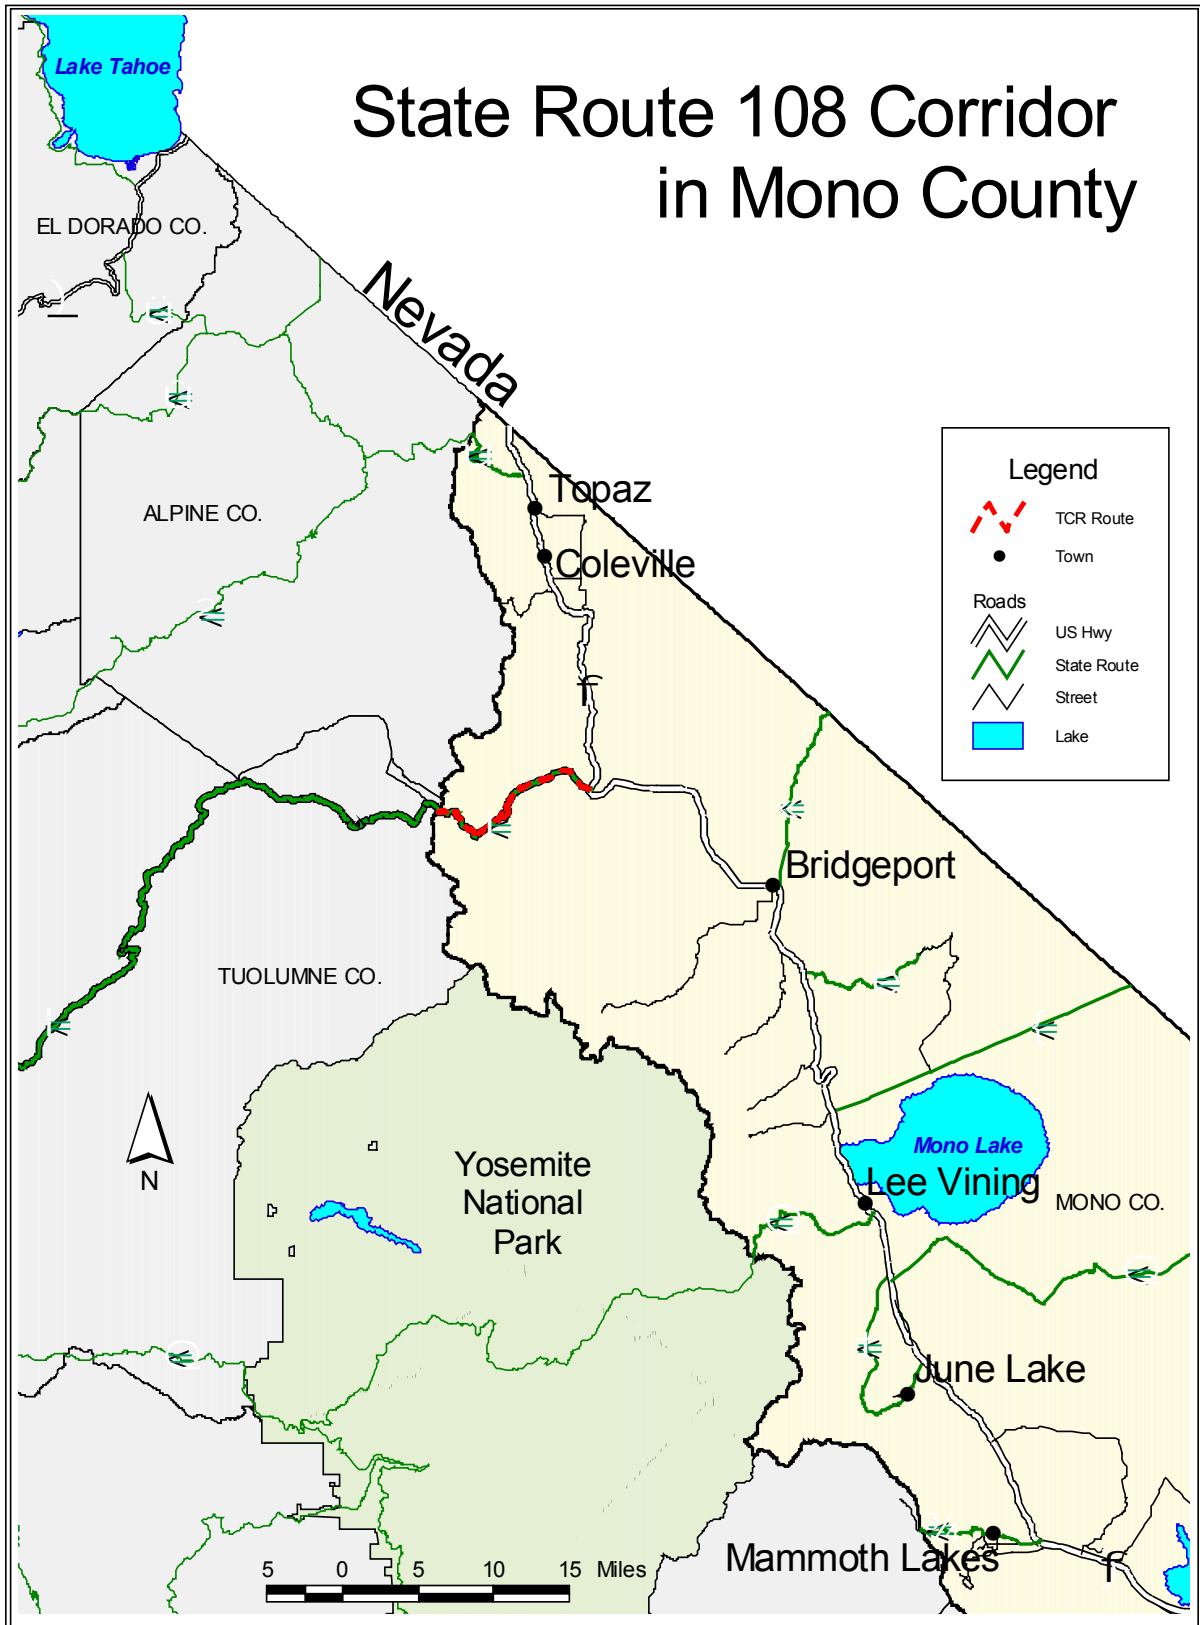 Lake Tahoe
State Route 108 Corridor
in Mono County
EL DORADO CO.
Nevada
Legend
TCR Route
Town
Roads
US Hwy
State Route
Street
Lake
Topaz
ALPINE CO.
Coleville
Bridgeport
TUOLUMNE CO.
Mono Lake
Yosemite
National
Park
Lee Vining
MONO CO.
N
June Lake
Mammoth Lakes
5 0 5 10 15 Miles